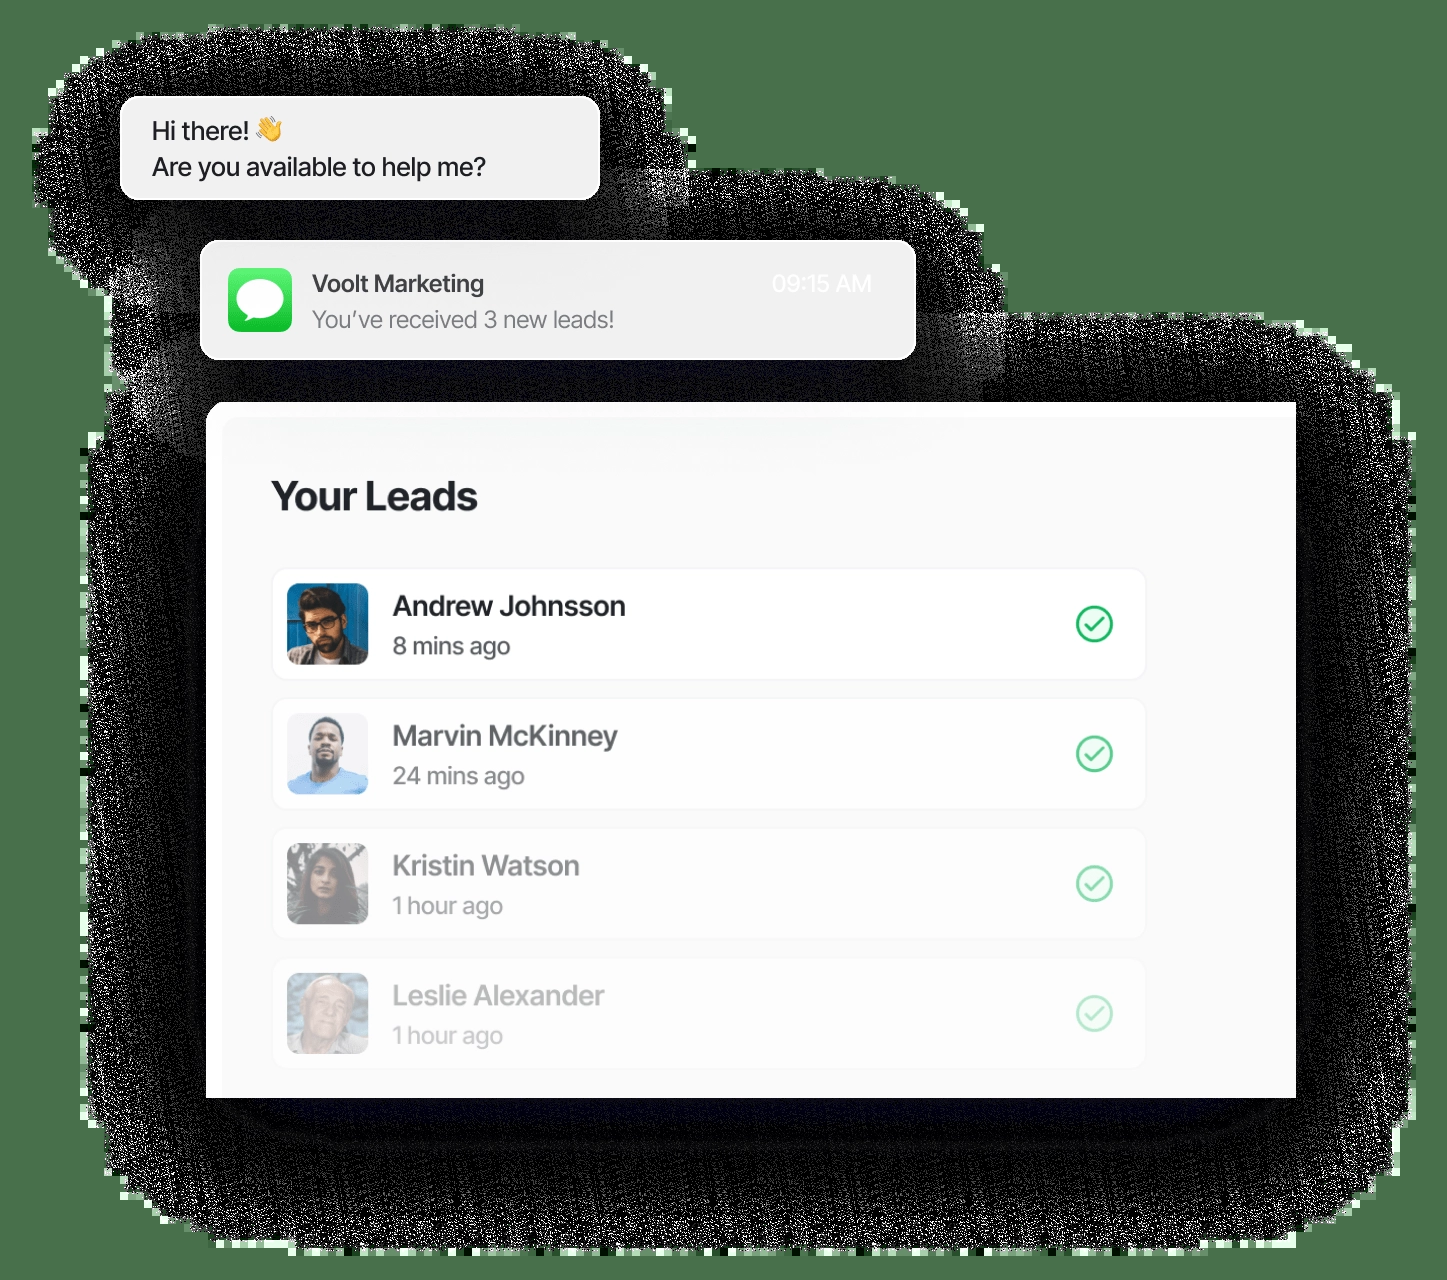 Hi there! 👋
Are you available to help me?
Voolt Marketing
09:15 AM
You’ve received 3 new leads!
Your Leads
Andrew Johnsson
8 mins ago
Marvin McKinney
24 mins ago
Kristin Watson
1 hour ago
Leslie Alexander
1 hour ago